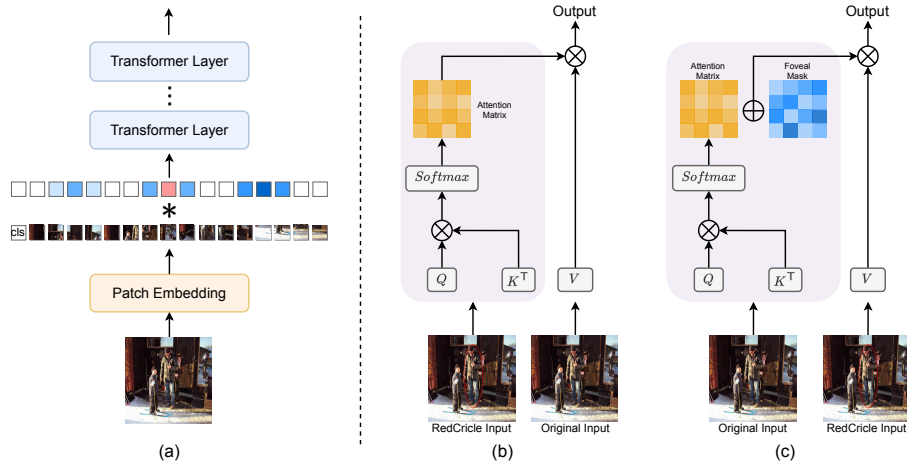 Transformer Layer
Transformer Layer
cls
Patch Embedding
(a)
Output
Attention
Matrix
Softmax
Q
K⊤
V
RedCricle Input
Original Input
(b)
Output
Attention
Matrix
Foveal
Mask
Softmax
Q
K⊤
V
Original Input
RedCricle Input
(c)